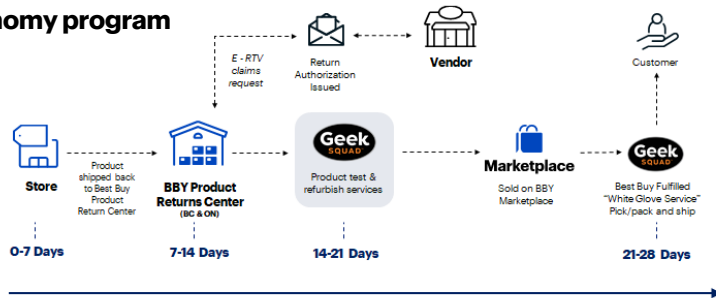 nomy program
E - RTV
claims
request
Return
Authorization
Issued
Vendor
Customer
Store
Product
shipped back
to Best Buy
Product
Return Center
BBY Product
Returns Center
(BC & ON)
Geek
SQUAD
Product test &
refurbish services
Marketplace
Sold on BBY
Marketplace
Geek
SQUAD
Best Buy Fulfilled
"White Glove Service"
Pick/pack and ship
0-7 Days
7-14 Days
14-21 Days
21-28 Days